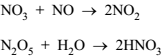 NO₃ + NO → 2NO₂
N₂O₅ + H₂O → 2HNO₃